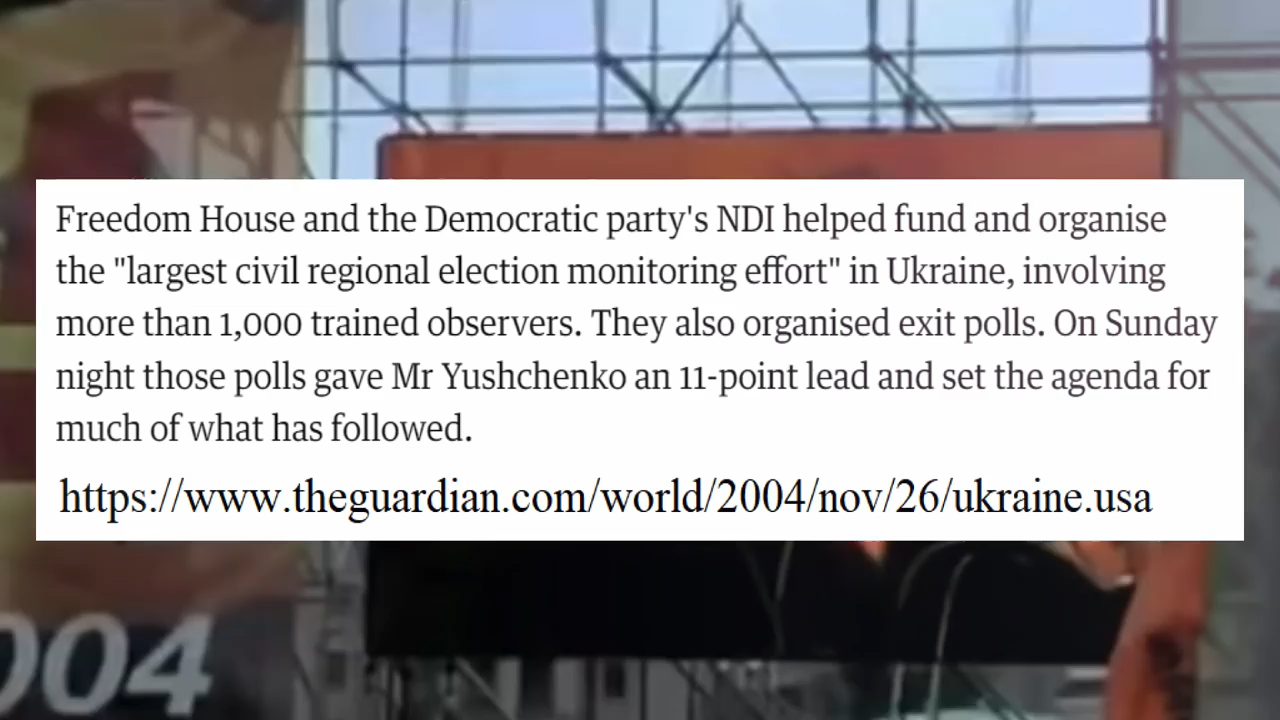 Freedom House and the Democratic party's NDI helped fund and organise
the "largest civil regional election monitoring effort" in Ukraine, involving
more than 1,000 trained observers. They also organised exit polls. On Sunday
night those polls gave Mr Yushchenko an 11-point lead and set the agenda for
much of what has followed.
https://www.theguardian.com/world/2004/nov/26/ukraine.usa
004